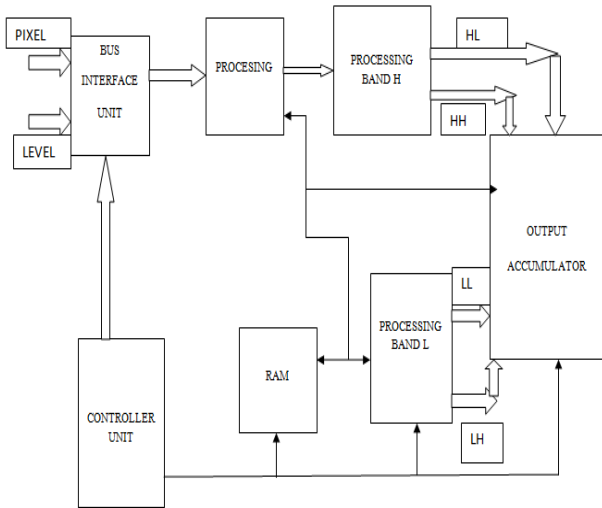 PIXEL
BUS
INTERFACE
UNIT
LEVEL
PROCESING
PROCESSING
BAND H
HL
HH
OUTPUT
ACCUMULATOR
LL
PROCESSING
BAND L
LH
RAM
CONTROLLER
UNIT